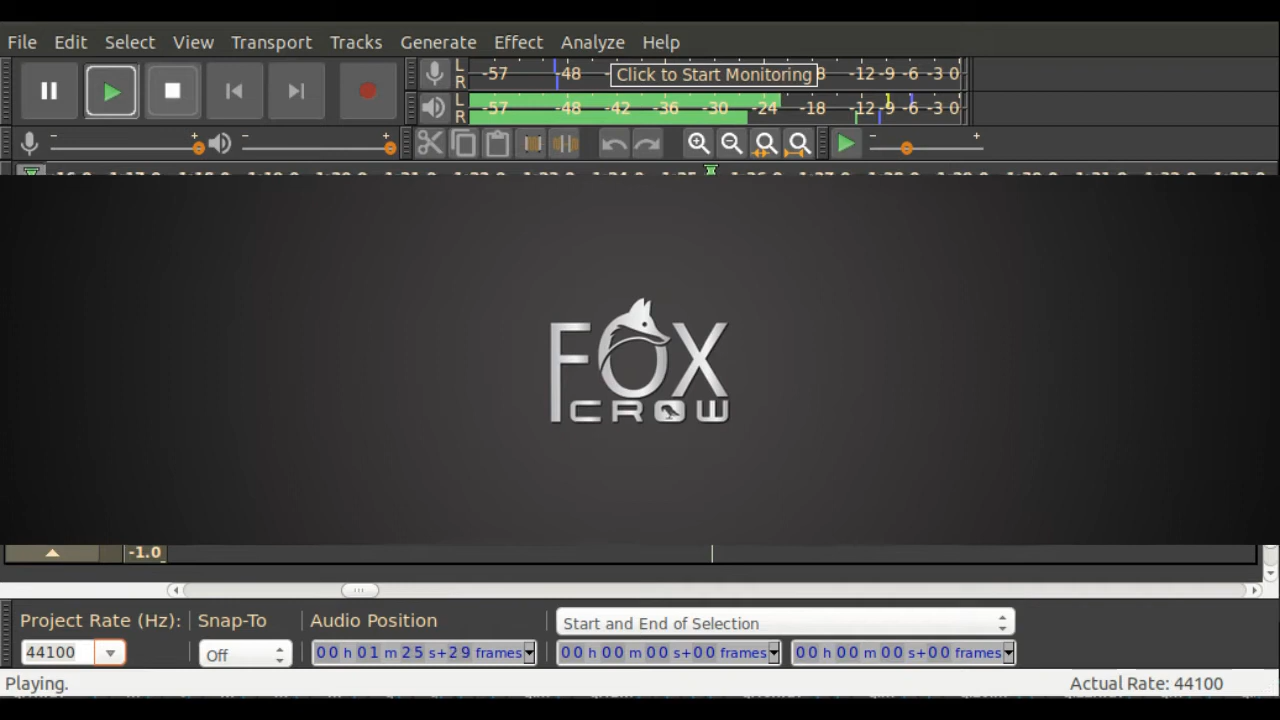 File Edit Select View Transport Tracks Generate Effect Analyze Help
L
R
-57 -48 Click to Start Monitoring 8 -12 -9 -6 -3 0
L
R
-57 -48 -42 -36 -30 -24 -18 -12 -9 -6 -3 0
FOX
CROW
-1.0
Project Rate (Hz): Snap-To Audio Position Start and End of Selection
44100 Off 00 h 01 m 25 s+29 frames 00 h 00 m 00 s+00 frames 00 h 00 m 00 s+00 frames
Playing. Actual Rate: 44100